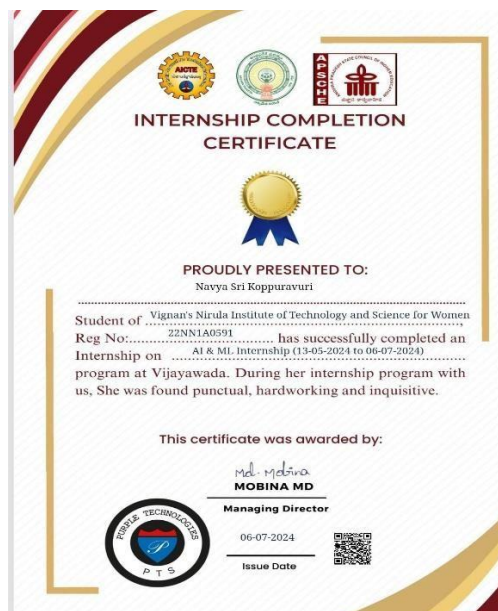 AICTE
APSCHE
INTERNSHIP COMPLETION
CERTIFICATE
PROUDLY PRESENTED TO:
Navya Sri Koppuravuri
Student of Vignan's Nirula Institute of Technology and Science for Women,
Reg No: 22NN1A0591 has successfully completed an
Internship on AI & ML Internship (13-05-2024 to 06-07-2024)
program at Vijayawada. During her internship program with
us, She was found punctual, hardworking and inquisitive.
This certificate was awarded by:
Md. Mobina
MOBINA MD
Managing Director
PURPLE TECHNOLOGIES
P
PTS
06-07-2024
Issue Date